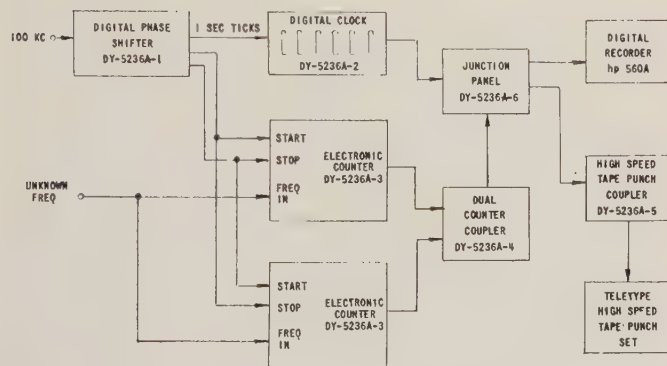 100 KC
DIGITAL PHASE
SHIFTER
DY-5236A-1
1 SEC TICKS
DIGITAL CLOCK
DY-5236A-2
JUNCTION
PANEL
DY-5236A-6
DIGITAL
RECORDER
hp 560A
START
STOP
FREQ
IN
ELECTRONIC
COUNTER
DY-5236A-3
UNKNOWN
FREQ
DUAL
COUNTER
COUPLER
DY-5236A-4
HIGH SPEED
TAPE PUNCH
COUPLER
DY-5236A-5
START
STOP
FREQ
IN
ELECTRONIC
COUNTER
DY-5236A-3
TELETYPE
HIGH SPEED
TAPE PUNCH
SET